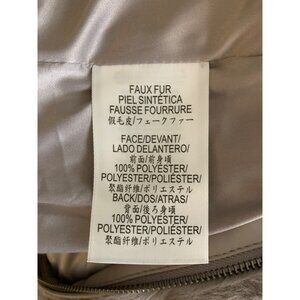 FAUX FUR
PIEL SINTÉTICA
FAUSSE FOURRURE
假毛皮/フェークファー
FACE/DEVANT/
LADO DELANTERO/
前面/前身頃
100% POLYESTER/
POLYESTER/POLIÉSTER/
聚酯纤维/ポリエステル
BACK/DOS/ATRAS/
背面/後ろ身頃
100% POLYESTER/
POLYESTER/POLIÉSTER/
聚酯纤维/ポリエステル